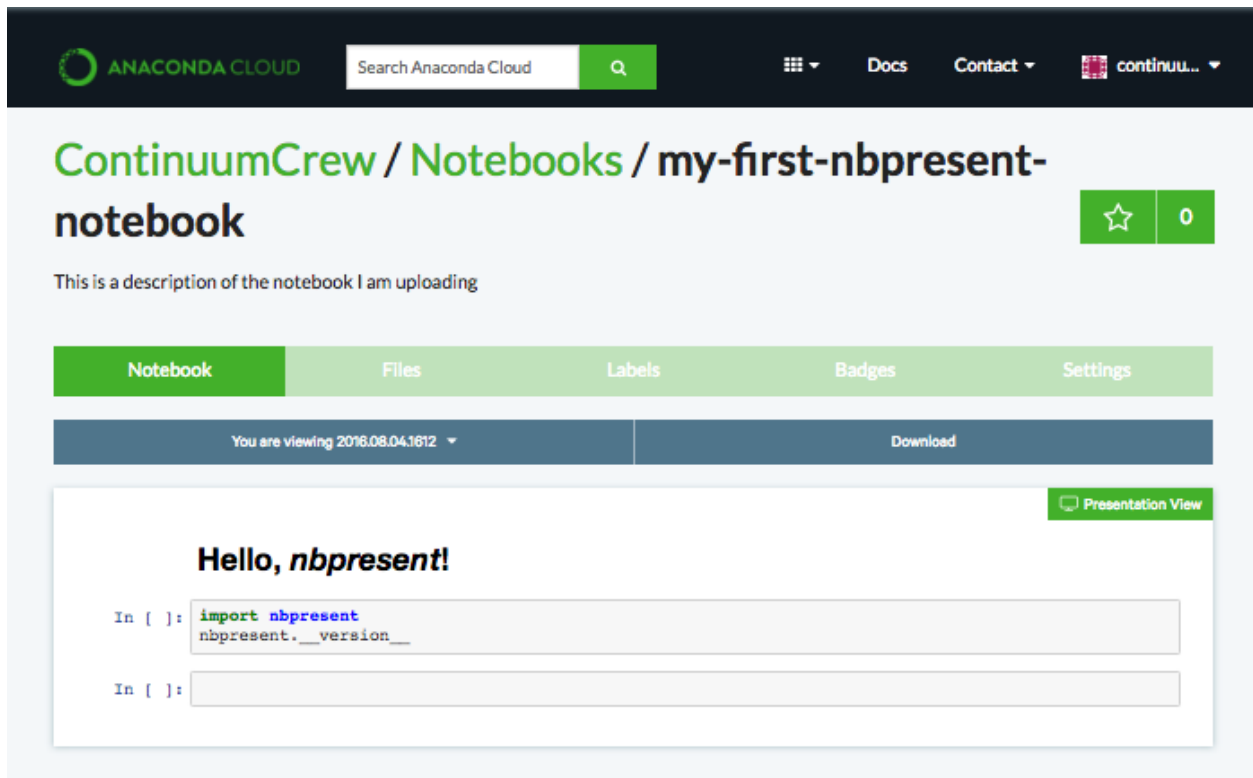 ANACONDA CLOUD Search Anaconda Cloud Docs Contact continuu...
ContinuumCrew / Notebooks / my-first-nbpresent-
notebook
0
This is a description of the notebook I am uploading
Notebook Files Labels Badges Settings
You are viewing 2016.08.04.1612 Download
Presentation View
Hello, nbpresent!
In [ ]: import nbpresent
nbpresent.__version__
In [ ]: